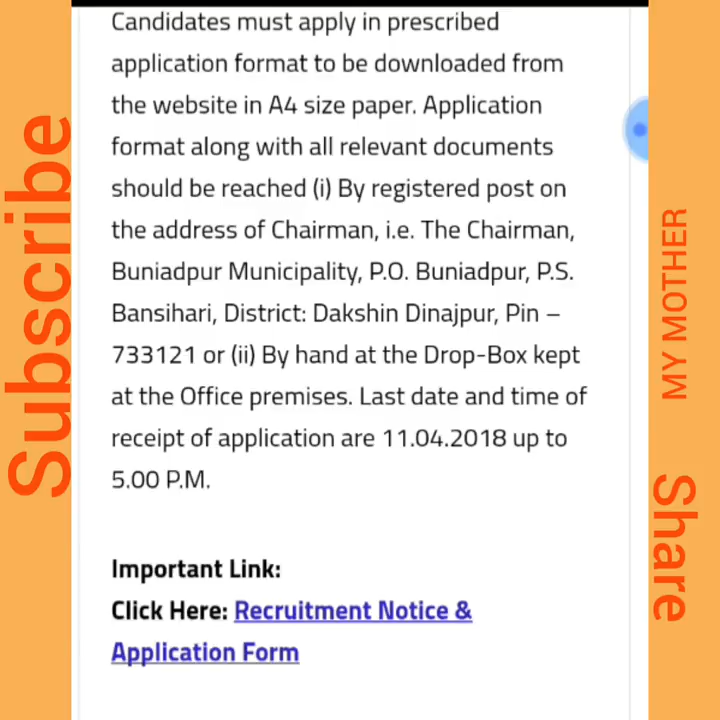 Candidates must apply in prescribed
application format to be downloaded from
the website in A4 size paper. Application
format along with all relevant documents
should be reached (i) By registered post on
the address of Chairman, i.e. The Chairman,
Buniadpur Municipality, P.O. Buniadpur, P.S.
Bansihari, District: Dakshin Dinajpur, Pin –
733121 or (ii) By hand at the Drop-Box kept
at the Office premises. Last date and time of
receipt of application are 11.04.2018 up to
5.00 P.M.
Important Link:
Click Here: Recruitment Notice &
Application Form
Subscribe
MY MOTHER
Share